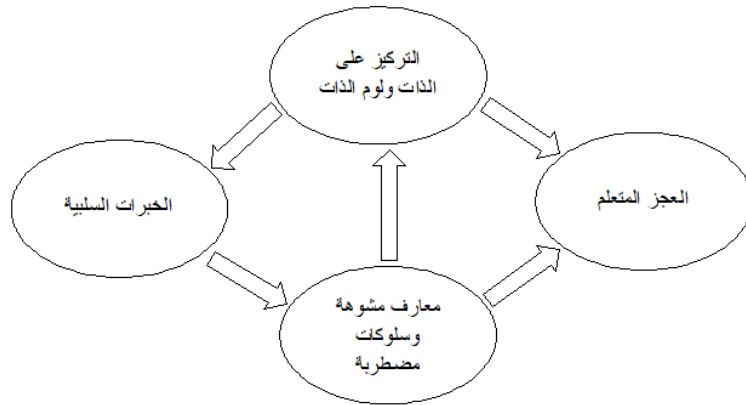 التركيز على
الذات ولوم الذات
العجز المتعلم
الخبرات السلبية
معارف مشوهة
وسلوكات
مضطربة